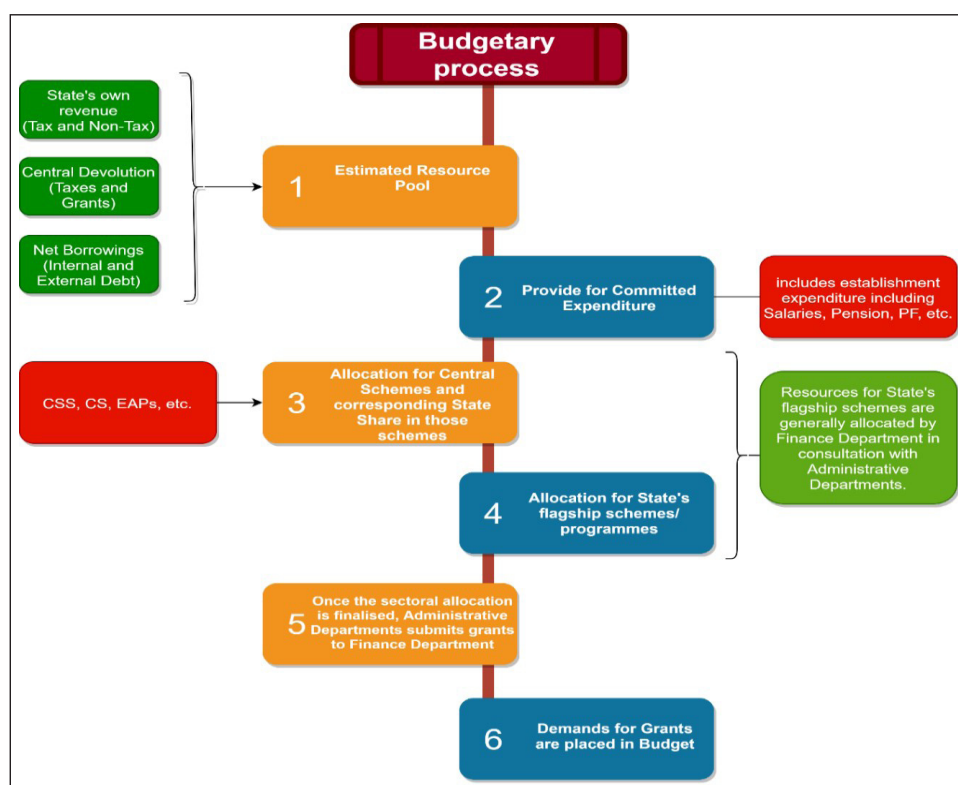 Budgetary
process
State's own
revenue
(Tax and Non-Tax)
Central Devolution
(Taxes and
Grants)
Net Borrowings
(Internal and
External Debt)
1
Estimated Resource
Pool
2
Provide for Committed
Expenditure
includes establishment
expenditure including
Salaries, Pension, PF, etc.
CSS, CS, EAPs, etc.
3
Allocation for Central
Schemes and
corresponding State
Share in those
schemes
Resources for State's
flagship schemes are
generally allocated by
Finance Department in
consultation with
Administrative
Departments.
4
Allocation for State's
flagship schemes/
programmes
5
Once the sectoral allocation
is finalised, Administrative
Departments submits grants
to Finance Department
6
Demands for Grants
are placed in Budget